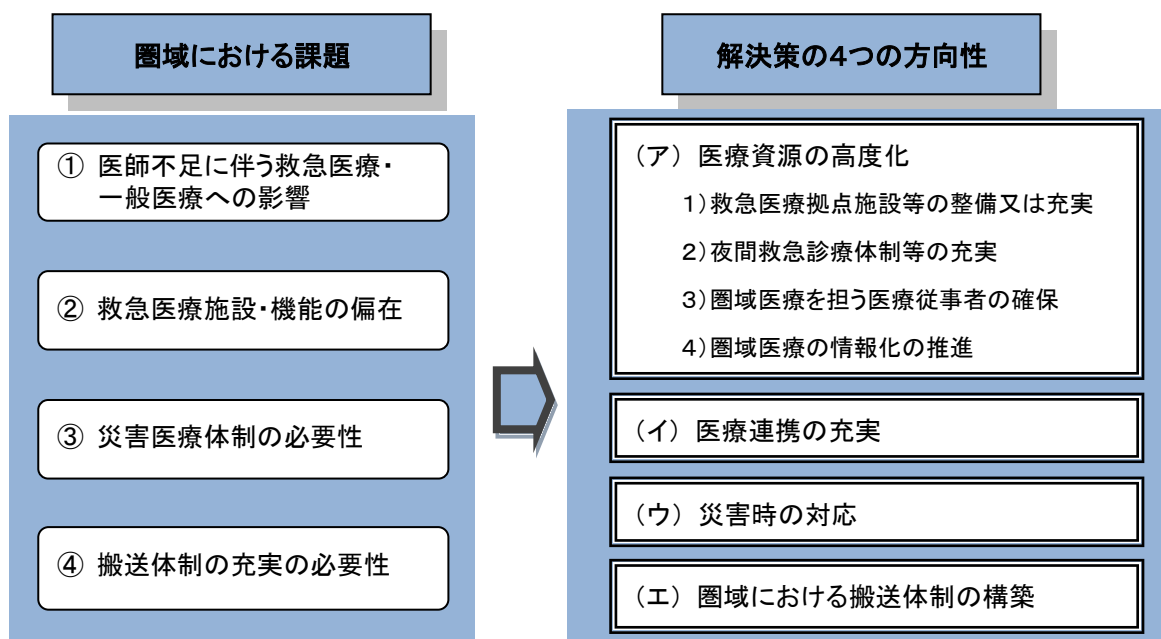 圏域における課題
① 医師不足に伴う救急医療・
一般医療への影響
② 救急医療施設・機能の偏在
③ 災害医療体制の必要性
④ 搬送体制の充実の必要性
解決策の4つの方向性
（ア） 医療資源の高度化
1）救急医療拠点施設等の整備又は充実
2）夜間救急診療体制等の充実
3）圏域医療を担う医療従事者の確保
4）圏域医療の情報化の推進
（イ） 医療連携の充実
（ウ） 災害時の対応
（エ） 圏域における搬送体制の構築